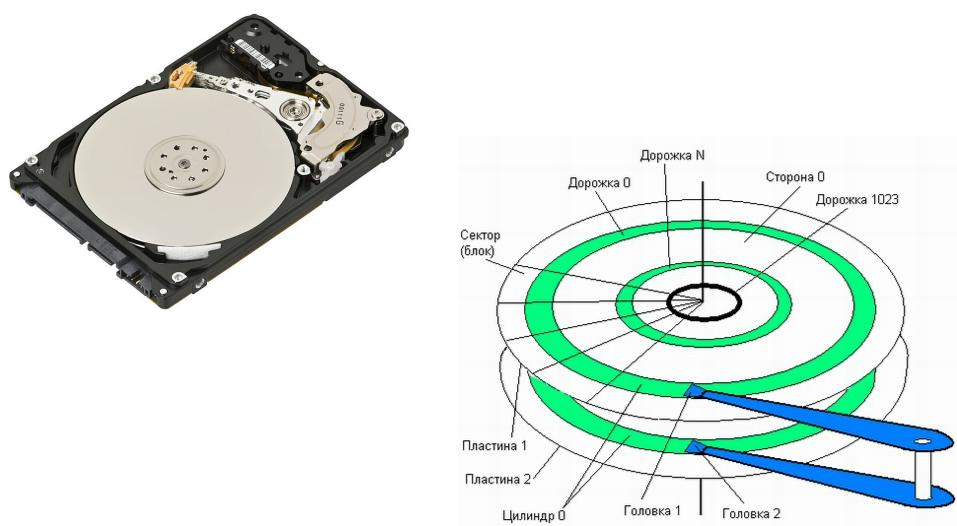 00111G
Дорожка N
Дорожка 0
Сторона 0
Дорожка 1023
Сектор
(блок)
Пластина 1
Пластина 2
Цилиндр 0
Головка 1
Головка 2